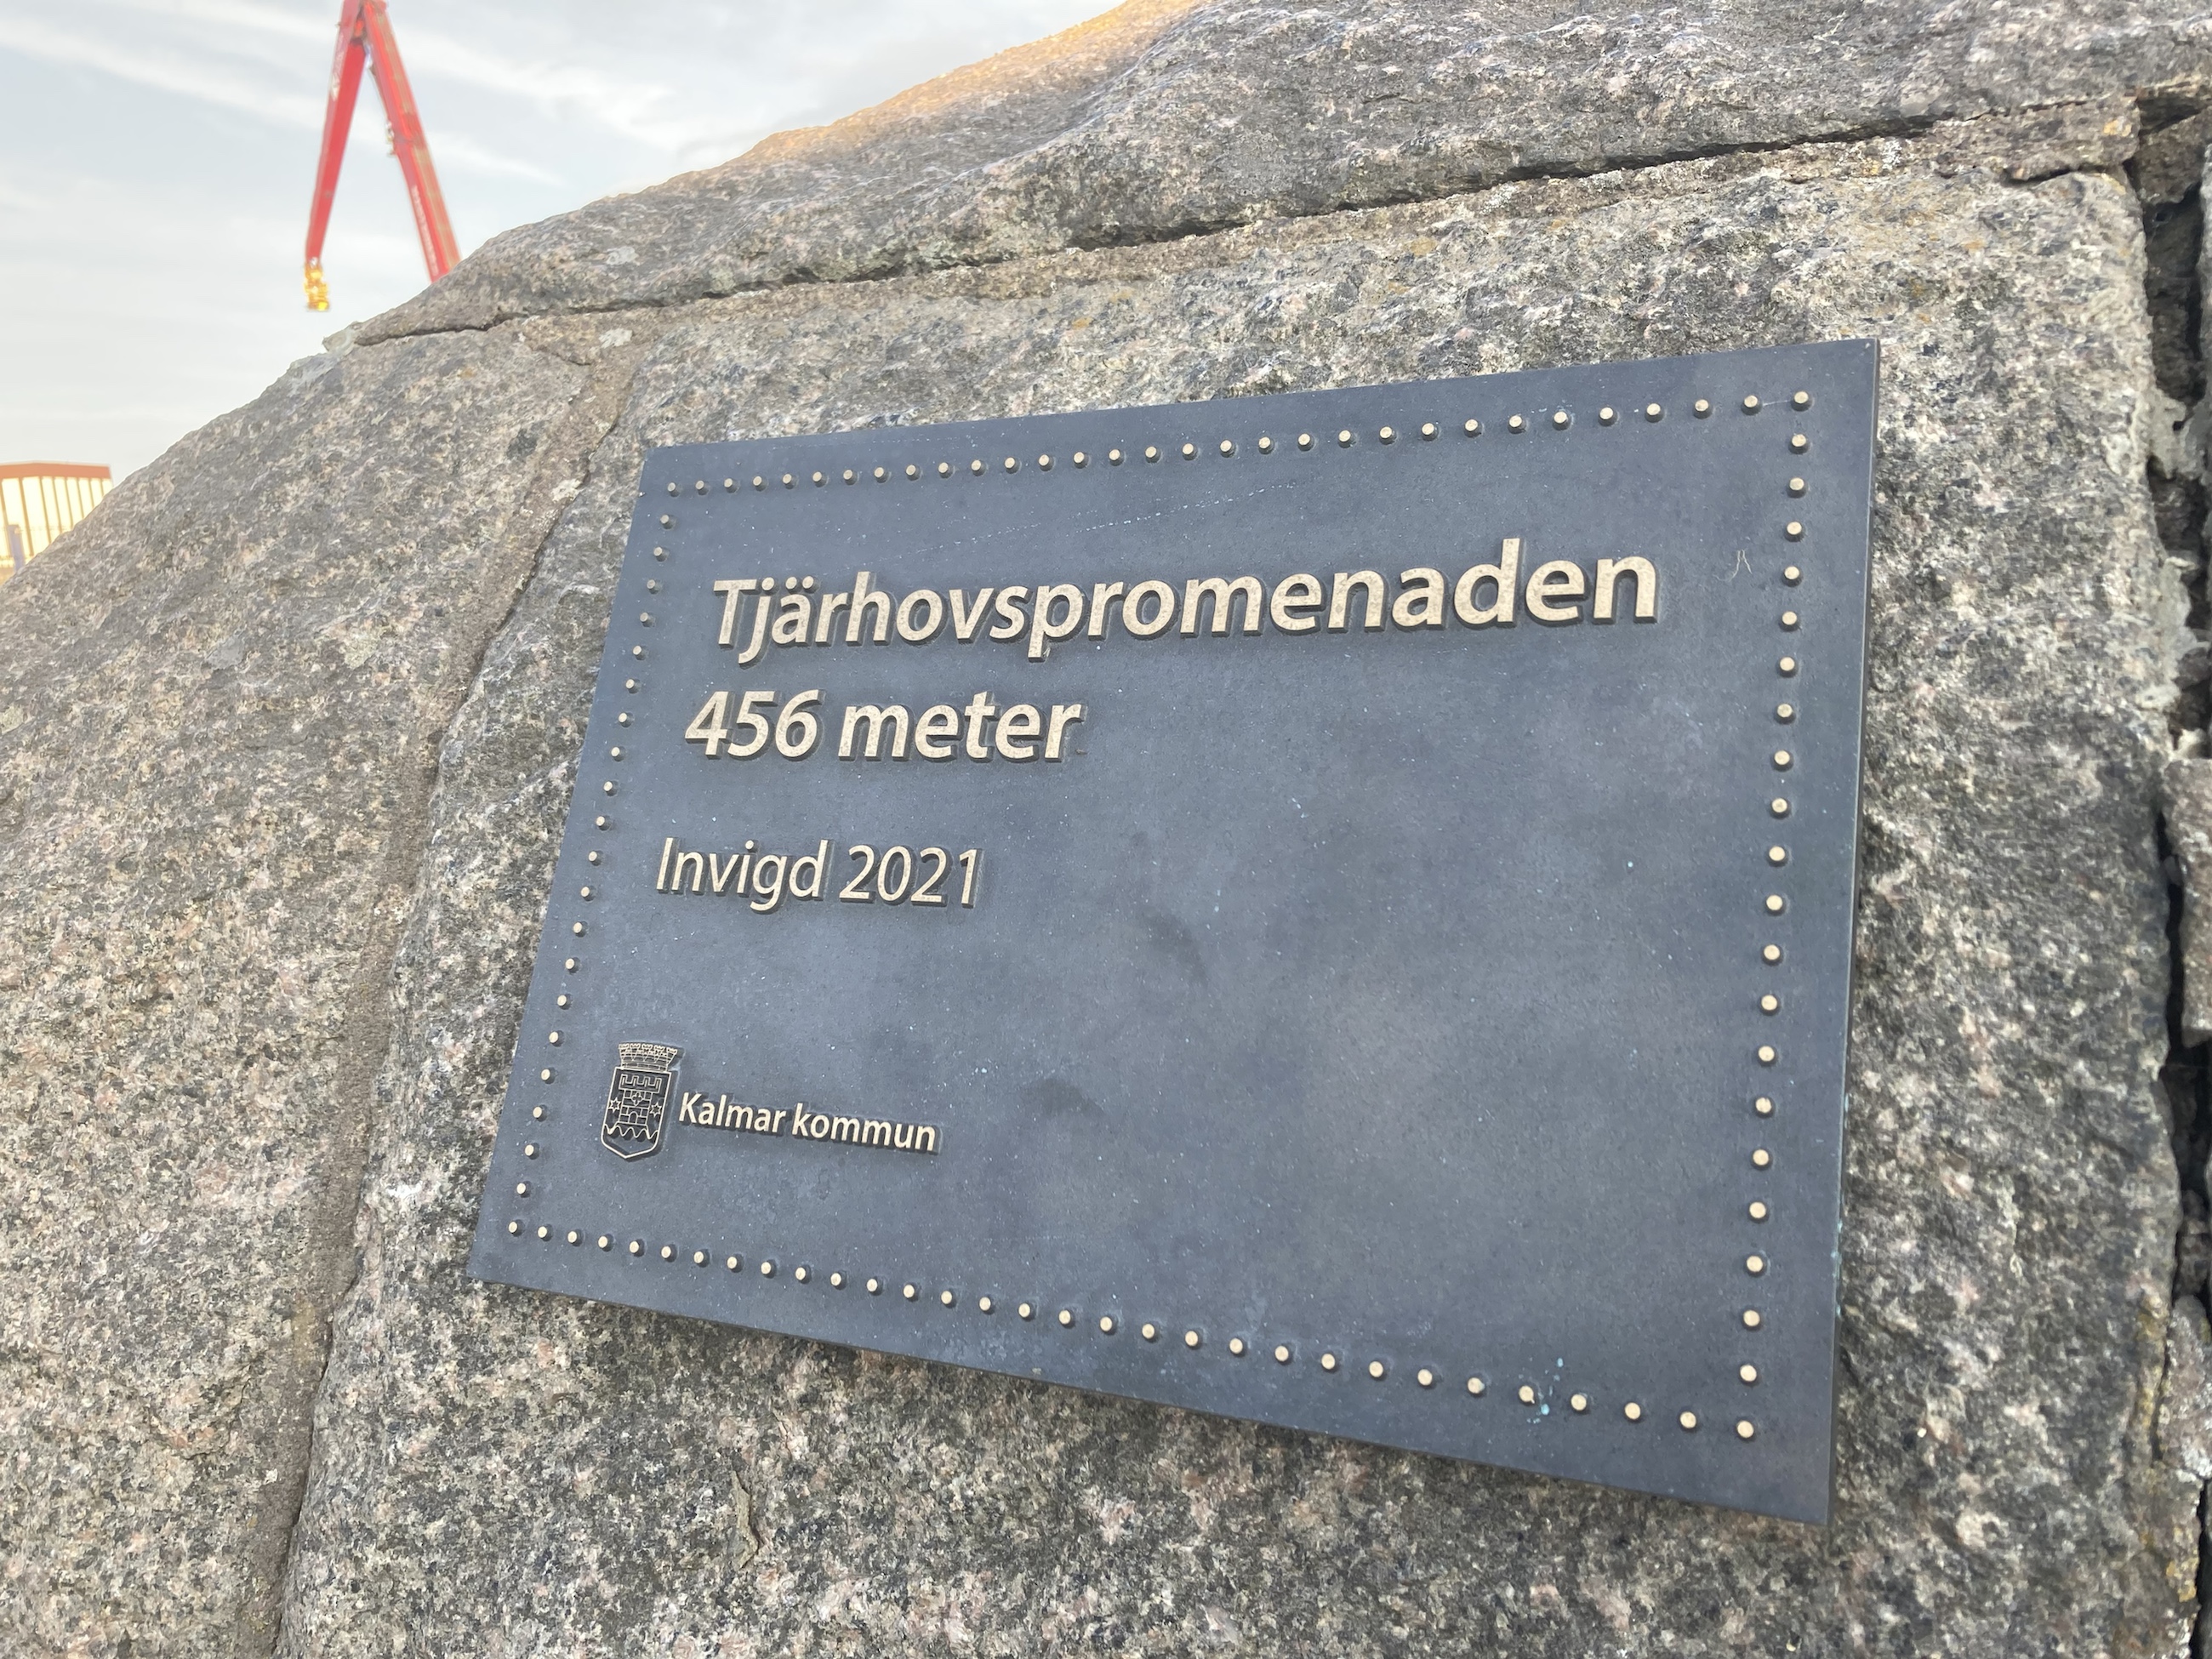 Tjärhovspromenaden
456 meter
Invigd 2021
Kalmar kommun